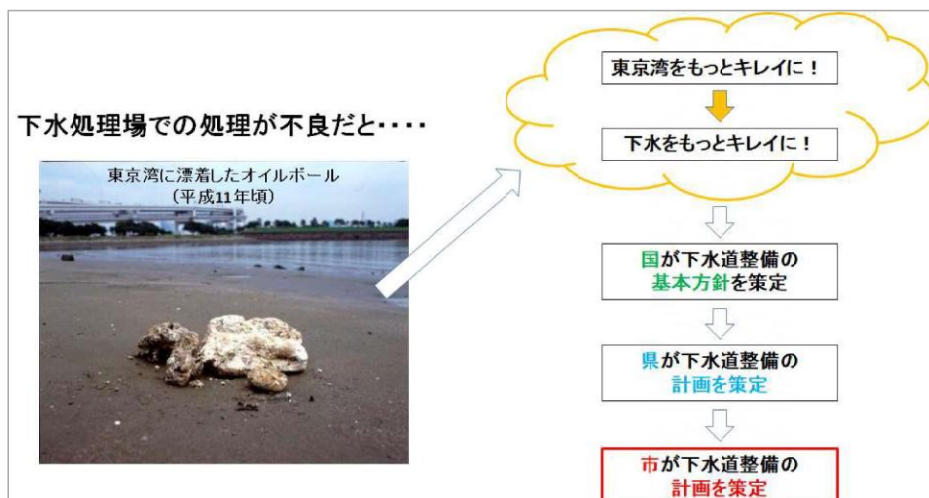 下水処理場での処理が不良だと・・・・
東京湾に漂着したオイルボール
(平成11年頃)
東京湾をもっとキレイに！
下水をもっとキレイに！
国が下水道整備の
基本方針を策定
県が下水道整備の
計画を策定
市が下水道整備の
計画を策定